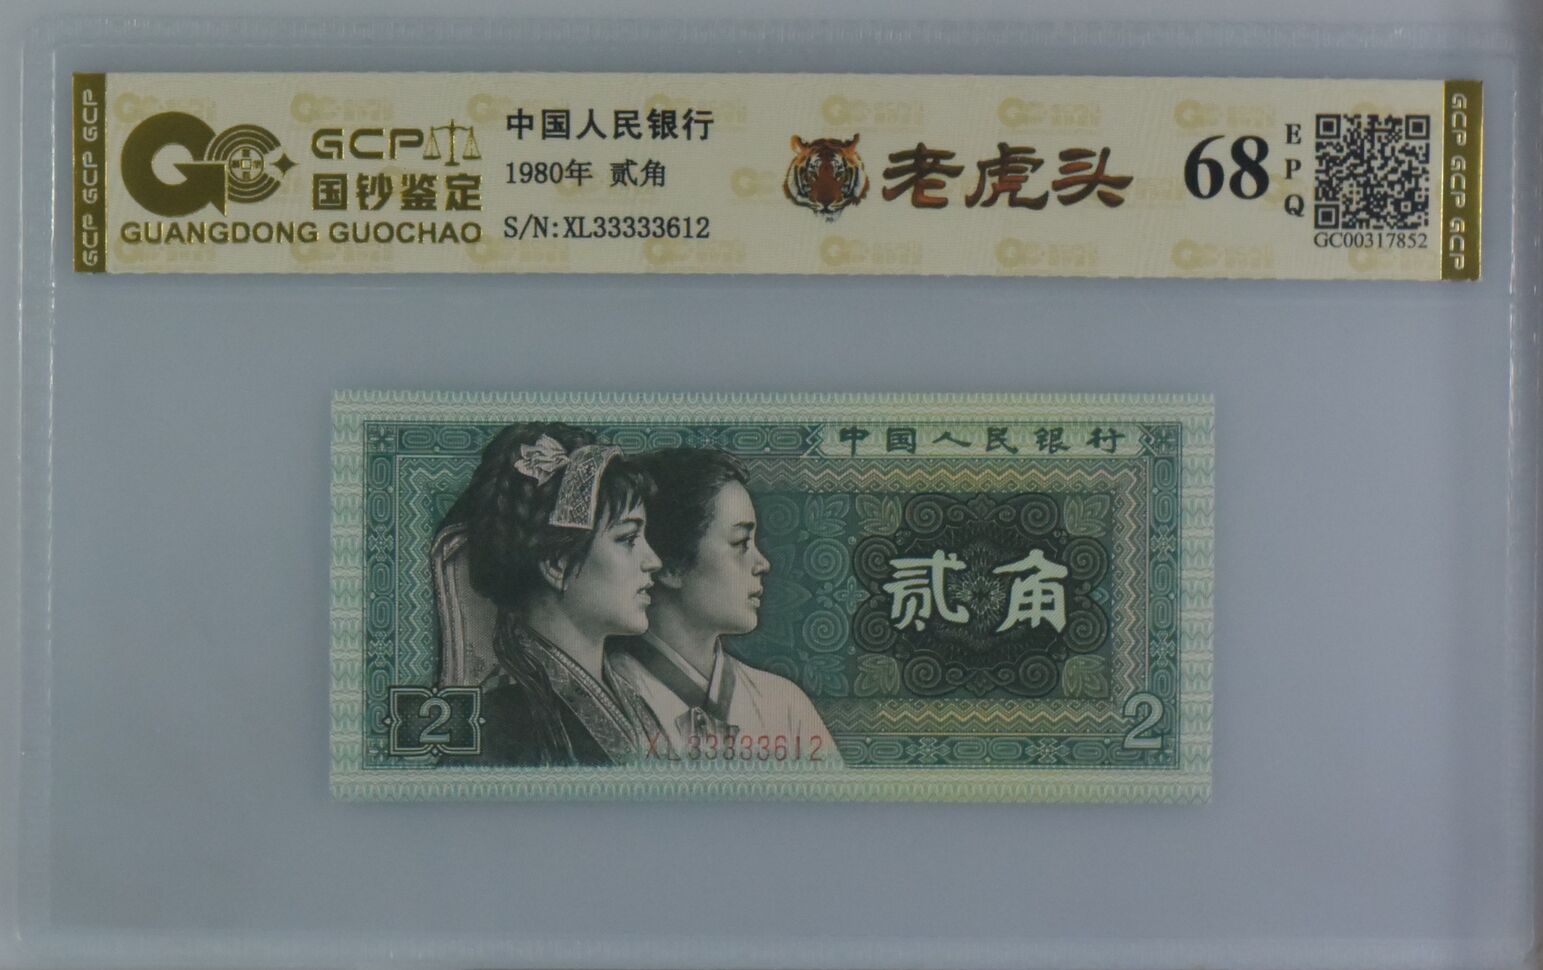 GCP GCP GCP
GCP
国钞鉴定
GUANGDONG GUOCHAO
中国人民银行
1980年 贰角
S/N:XL33333612
老虎头
68
EPQ
GC00317852
GCP GCP GCP
中国人民银行
贰角
2
2
XL33333612